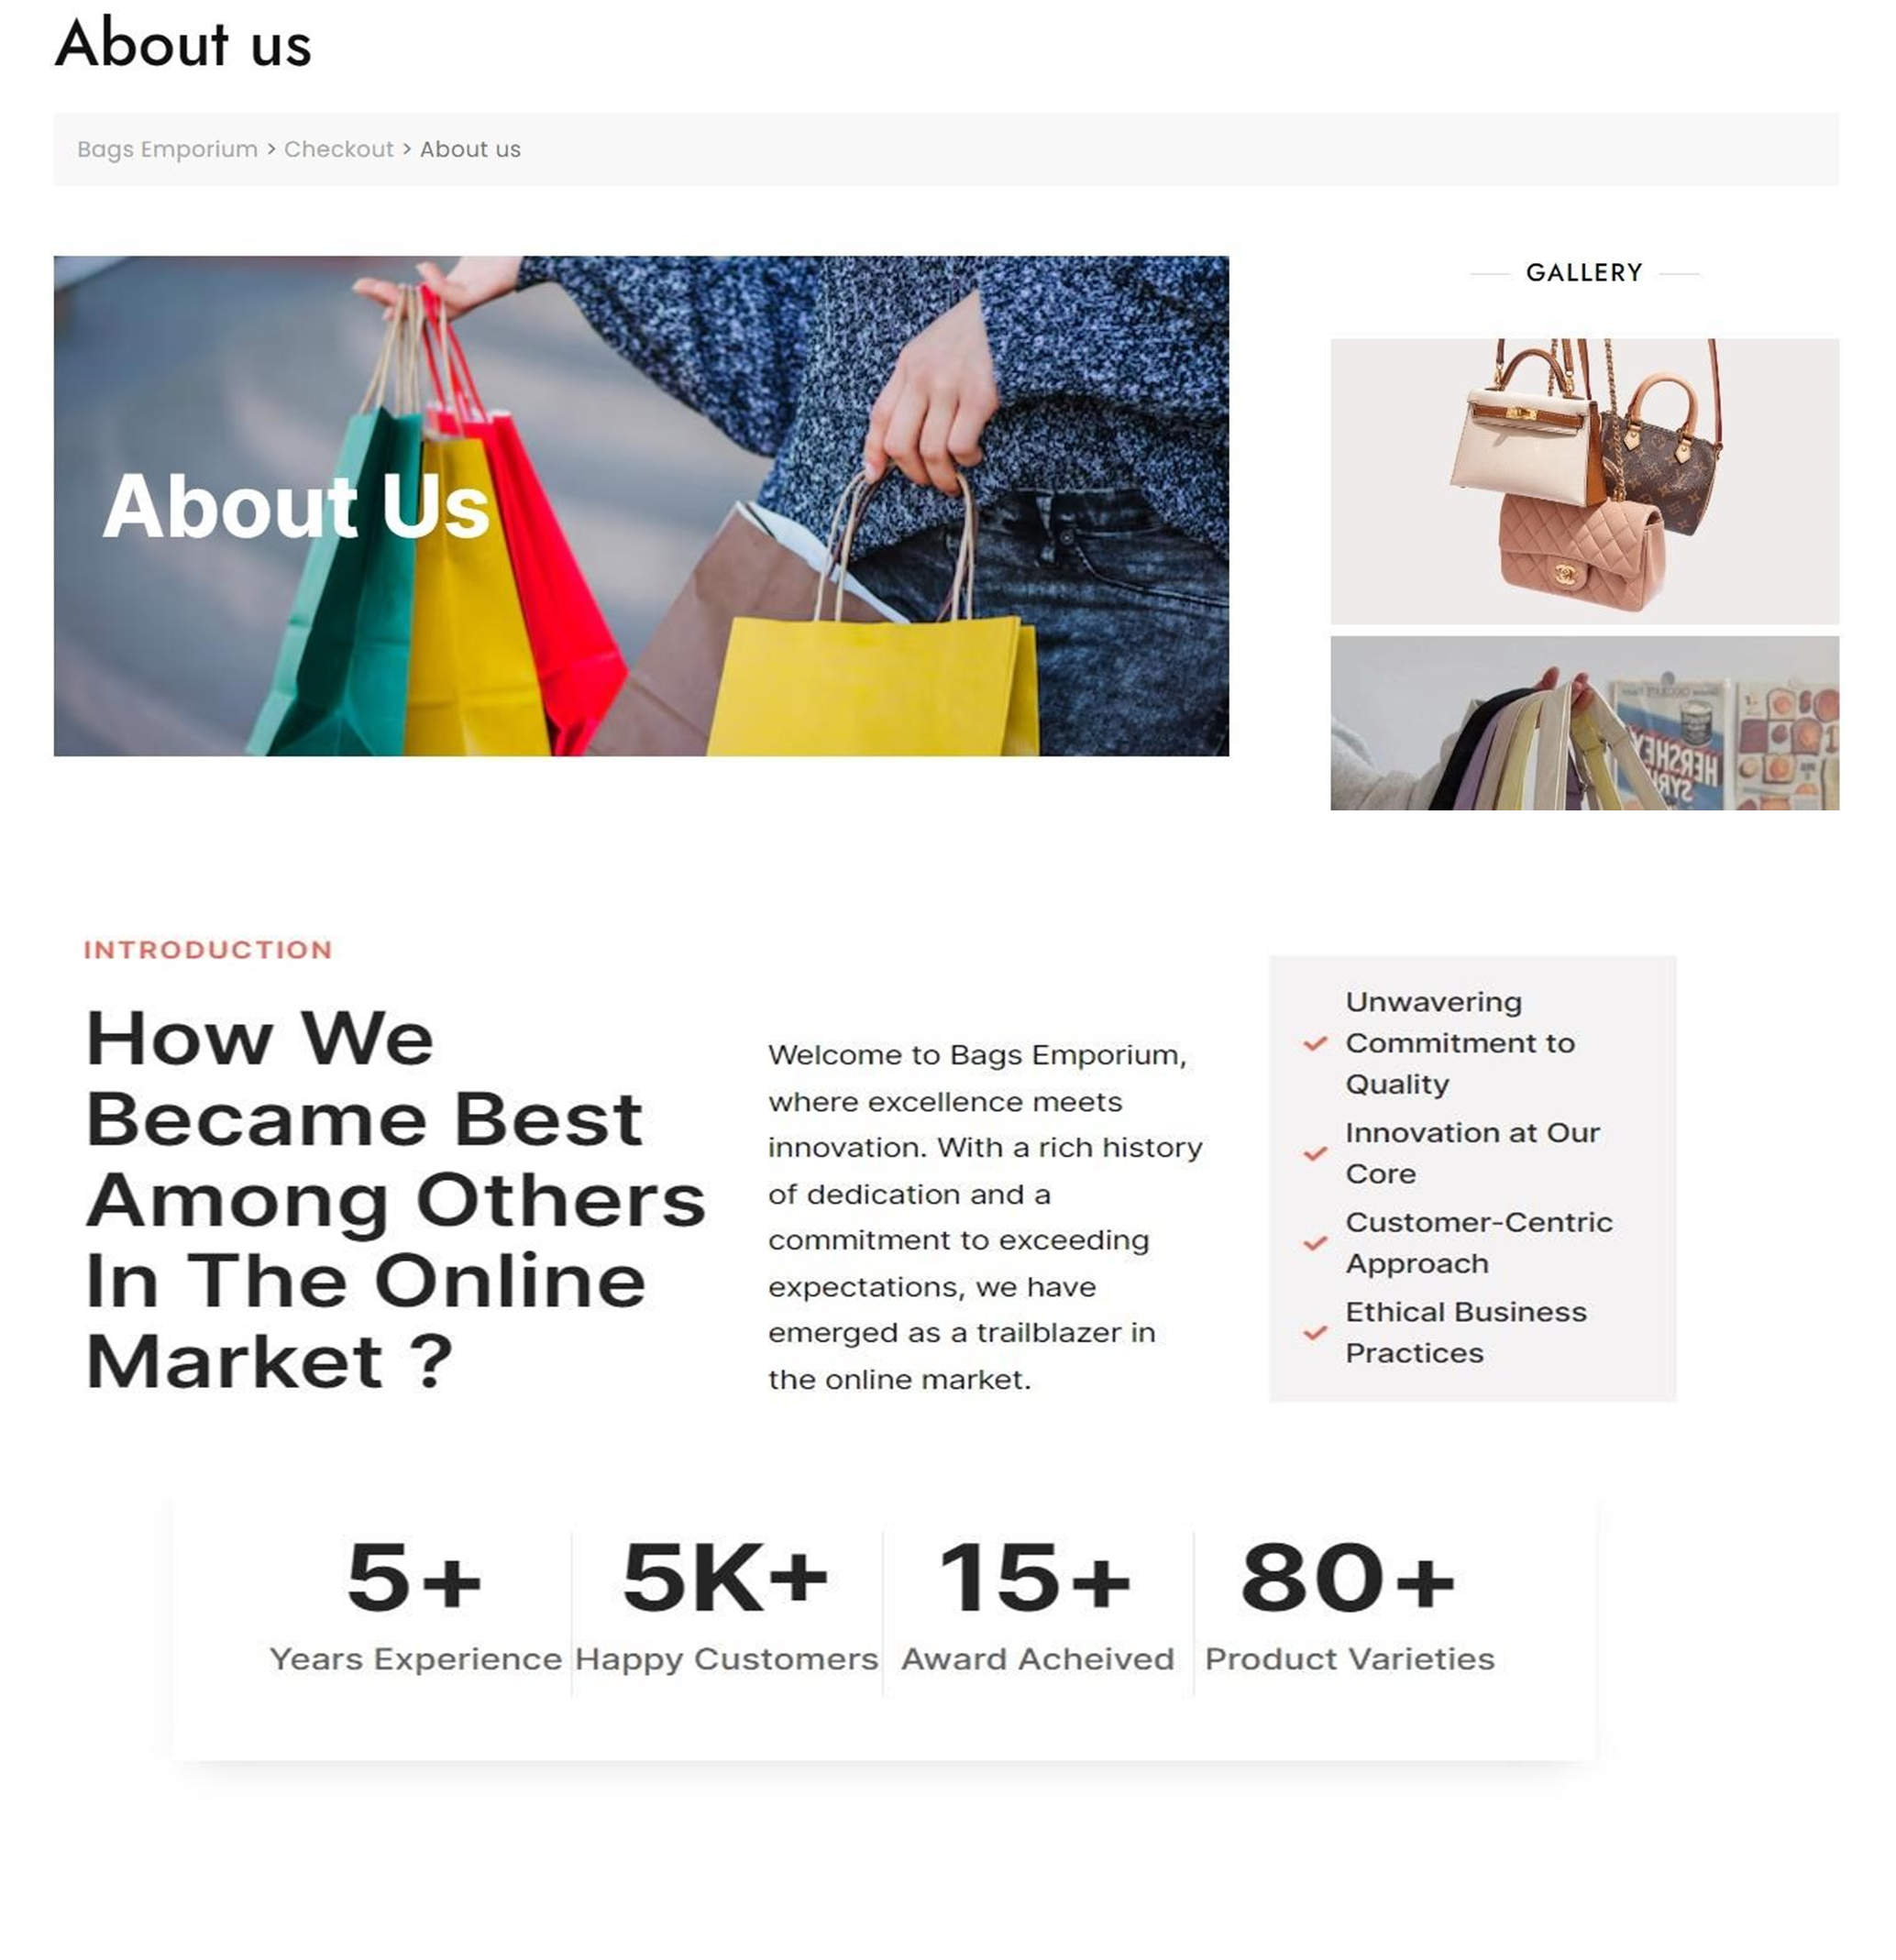 About us
Bags Emporium > Checkout > About us
About Us
GALLERY
HERSHEY
INTRODUCTION
How We
Became Best
Among Others
In The Online
Market ?
Welcome to Bags Emporium,
where excellence meets
innovation. With a rich history
of dedication and a
commitment to exceeding
expectations, we have
emerged as a trailblazer in
the online market.
Unwavering
Commitment to
Quality
Innovation at Our
Core
Customer-Centric
Approach
Ethical Business
Practices
5+
Years Experience
5K+
Happy Customers
15+
Award Acheived
80+
Product Varieties